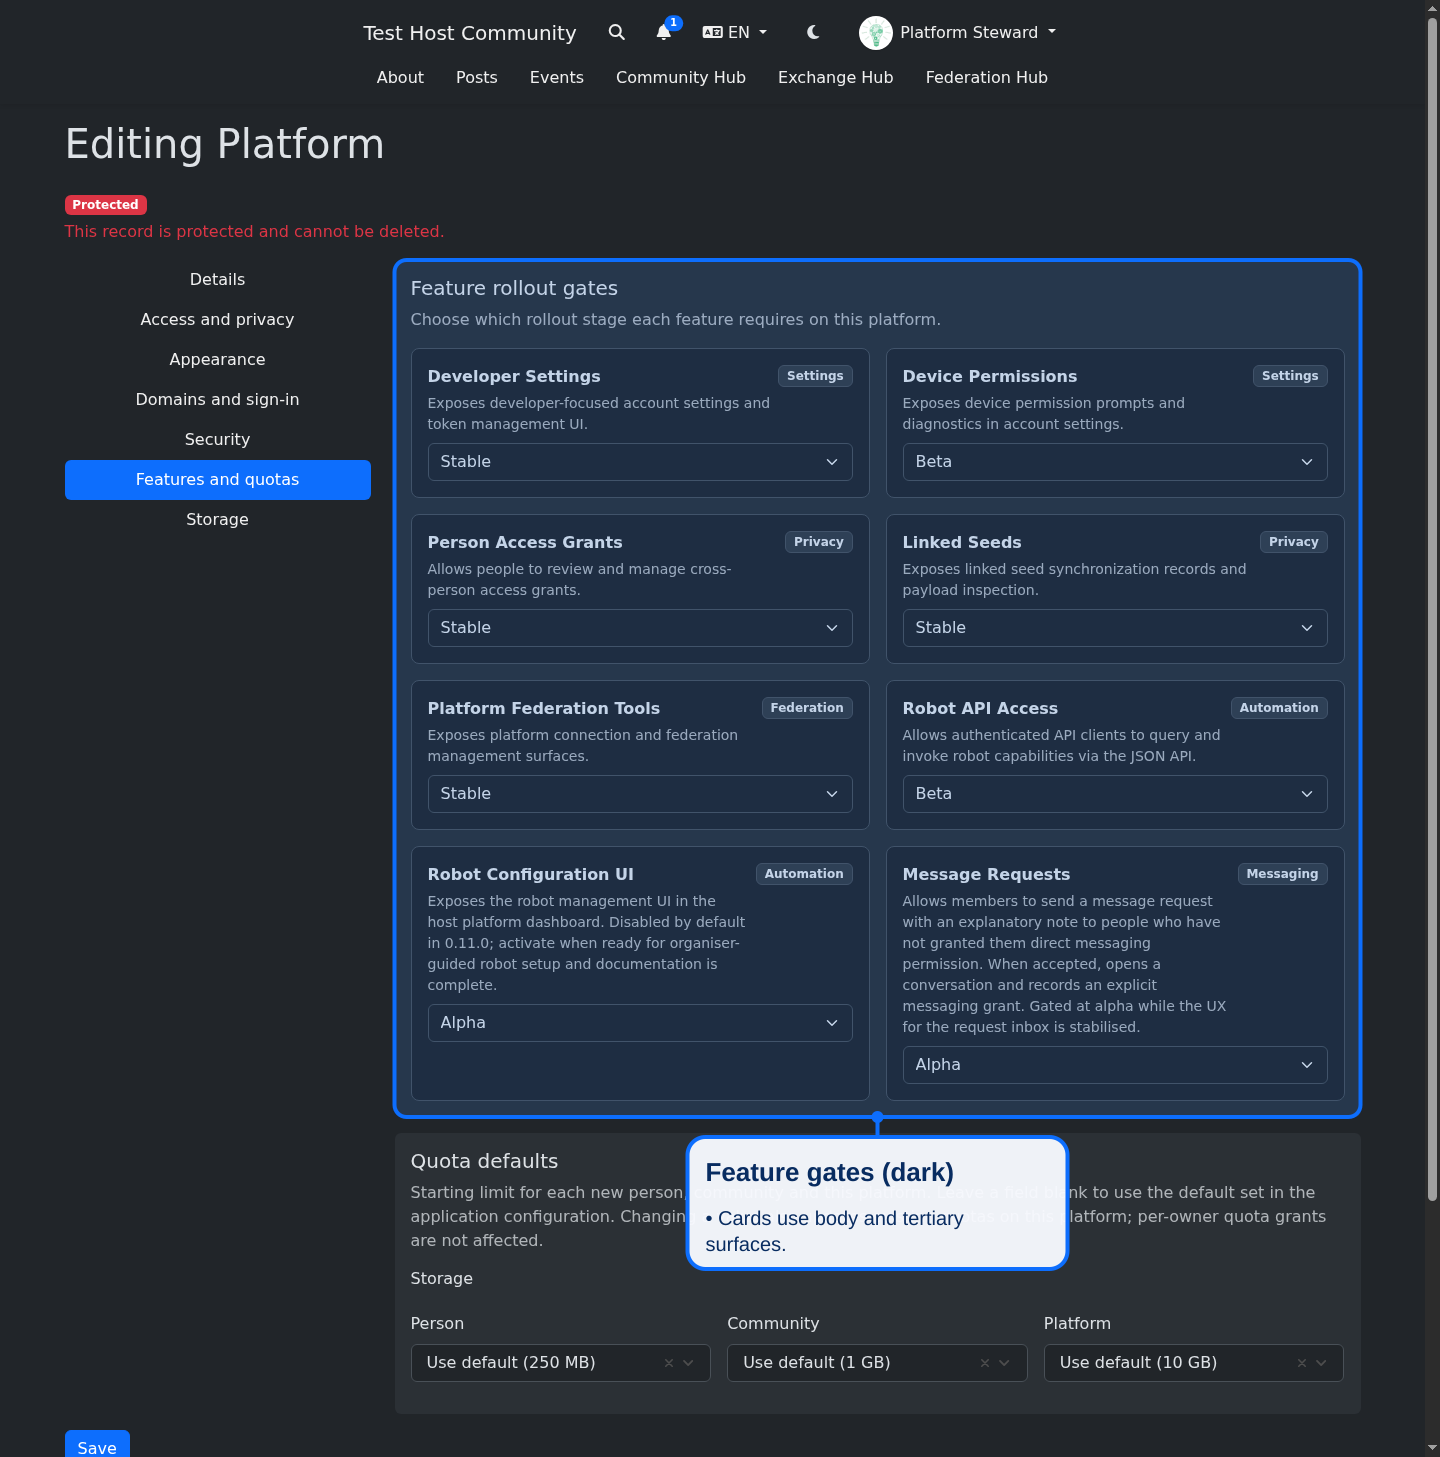 Test Host Community
1
EN
Platform Steward
About
Posts
Events
Community Hub
Exchange Hub
Federation Hub
Editing Platform
Protected
This record is protected and cannot be deleted.
Details
Access and privacy
Appearance
Domains and sign-in
Security
Features and quotas
Storage
Feature rollout gates
Choose which rollout stage each feature requires on this platform.
Developer Settings
Settings
Exposes developer-focused account settings and
token management UI.
Stable
Device Permissions
Settings
Exposes device permission prompts and
diagnostics in account settings.
Beta
Person Access Grants
Privacy
Allows people to review and manage cross-
person access grants.
Stable
Linked Seeds
Privacy
Exposes linked seed synchronization records and
payload inspection.
Stable
Platform Federation Tools
Federation
Exposes platform connection and federation
management surfaces.
Stable
Robot API Access
Automation
Allows authenticated API clients to query and
invoke robot capabilities via the JSON API.
Beta
Robot Configuration UI
Automation
Exposes the robot management UI in the
host platform dashboard. Disabled by default
in 0.11.0; activate when ready for organiser-
guided robot setup and documentation is
complete.
Alpha
Message Requests
Messaging
Allows members to send a message request
with an explanatory note to people who have
not granted them direct messaging
permission. When accepted, opens a
conversation and records an explicit
messaging grant. Gated at alpha while the UX
for the request inbox is stabilised.
Alpha
Feature gates (dark)
• Cards use body and tertiary
surfaces.
Quota defaults
Starting limit for each new person, community and this platform. Leave a field blank to use the default set in the
application configuration. Changin on this platform; per-owner quota grants
are not affected.
Storage
Person
Use default (250 MB)
Community
Use default (1 GB)
Platform
Use default (10 GB)
Save